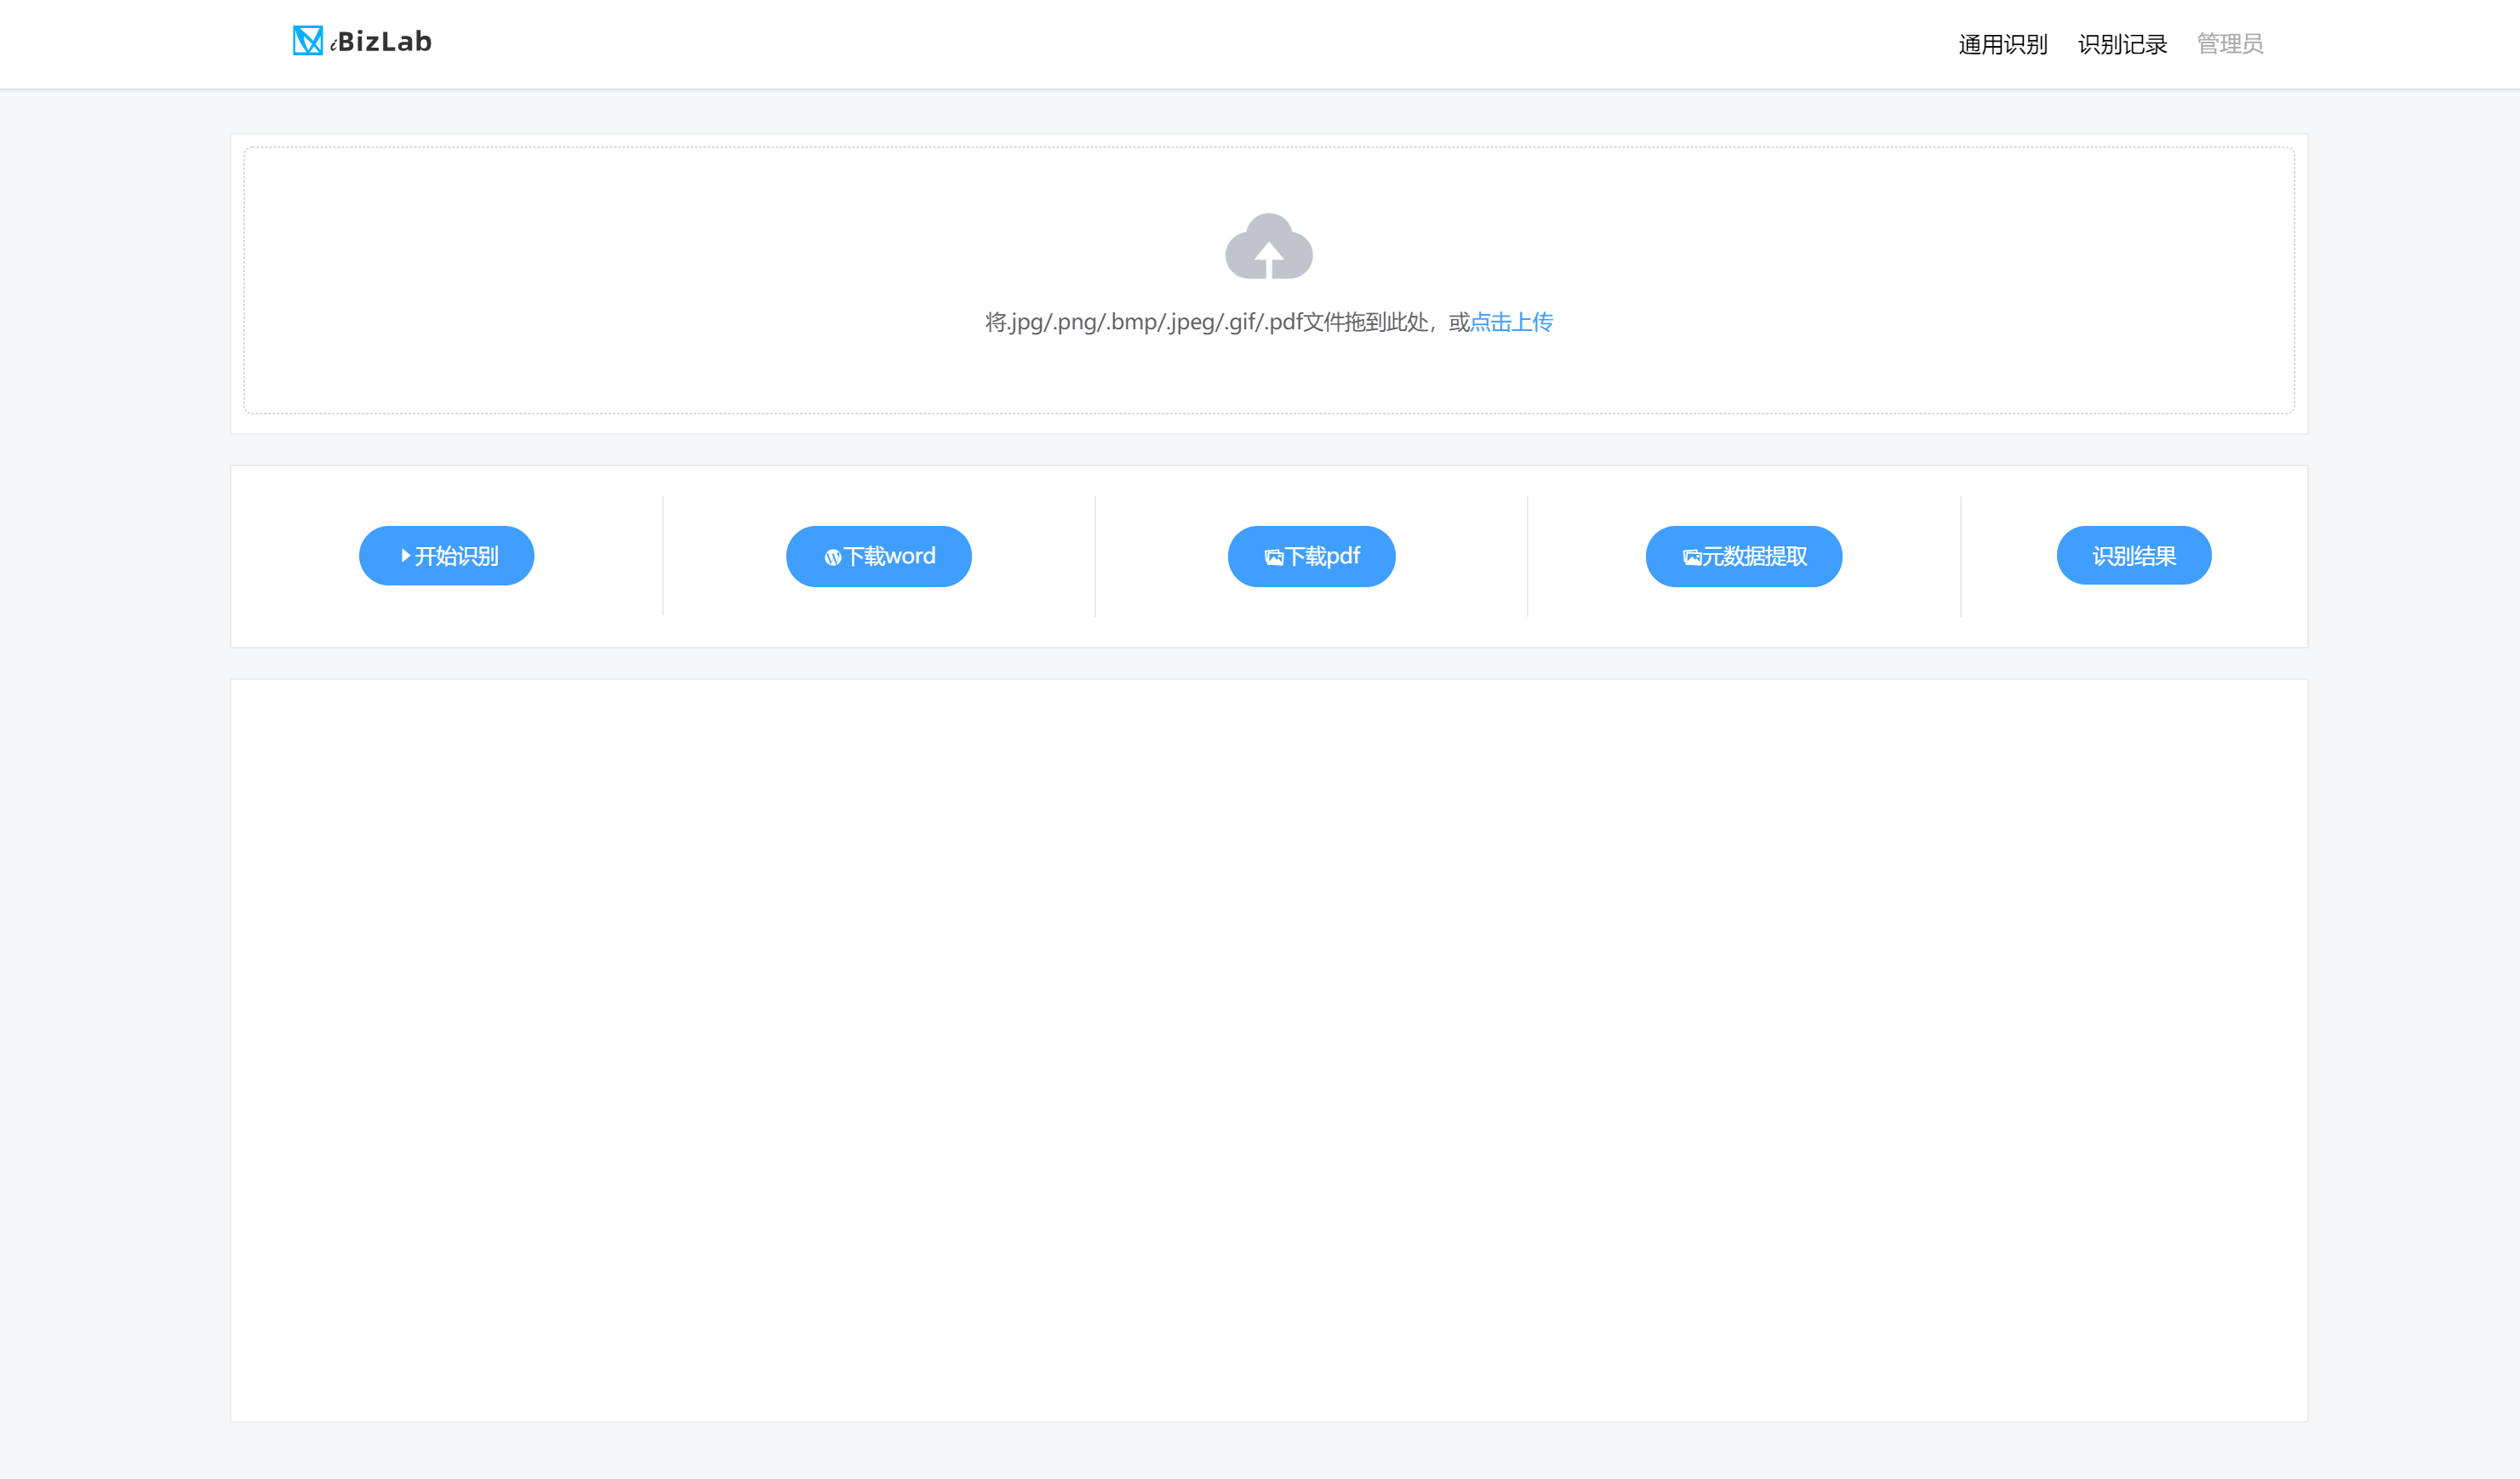 iBizLab
通用识别 识别记录 管理员
将.jpg/.png/.bmp/.jpeg/.gif/.pdf文件拖到此处，或点击上传
开始识别 下载word 下载pdf 元数据提取 识别结果